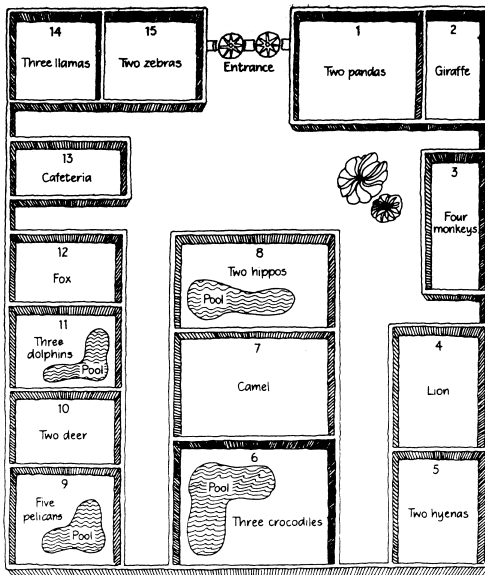 14
Three llamas
15
Two zebras
Entrance
1
Two pandas
2
Giraffe
13
Cafeteria
3
Four
monkeys
12
Fox
8
Two hippos
Pool
11
Three
dolphins
Pool
7
Camel
4
Lion
10
Two deer
9
Five
pelicans
Pool
6
Pool
Three crocodiles
5
Two hyenas